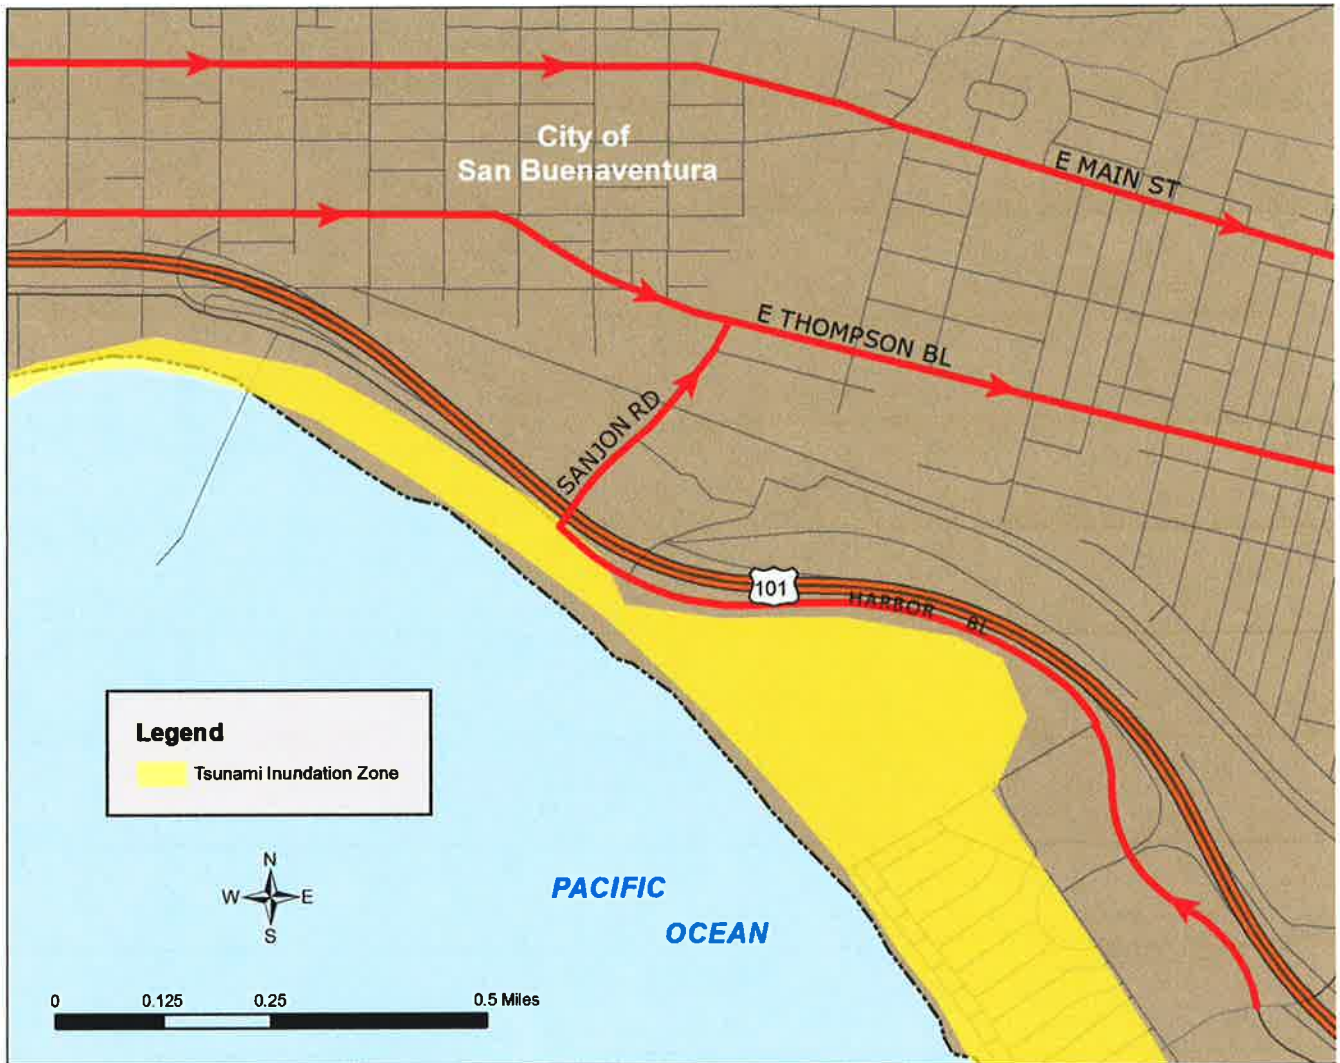 City of
San Buenaventura
E MAIN ST
E THOMPSON BL
SANJON RD
101
HARBOR BL
Legend
Tsunami Inundation Zone
N
W E
S
PACIFIC
OCEAN
0 0.125 0.25 0.5 Miles